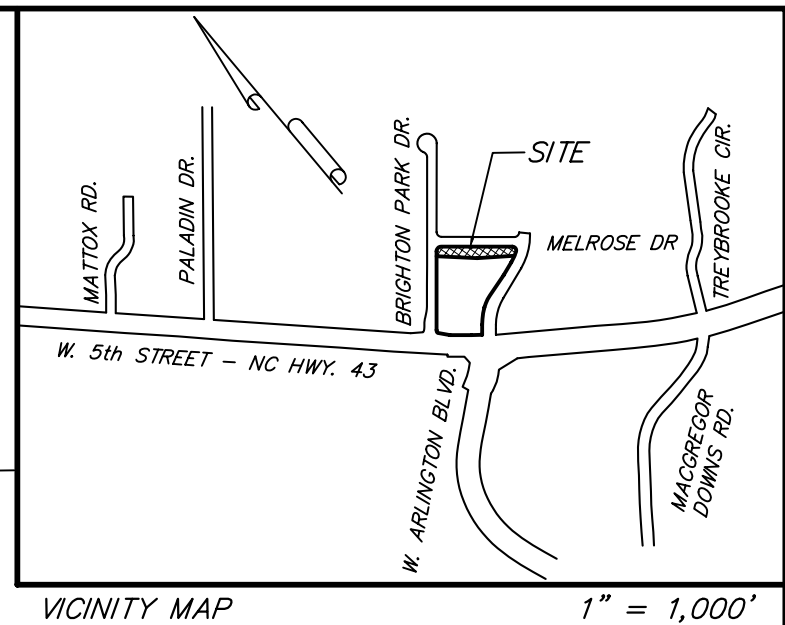 SITE
MATTOX RD.
PALADIN DR.
BRIGHTON PARK DR.
MELROSE DR
TREYBROOKE CIR.
W. 5th STREET – NC HWY. 43
W. ARLINGTON BLVD.
MACGREGOR
DOWNS RD.
VICINITY MAP
1" = 1,000'